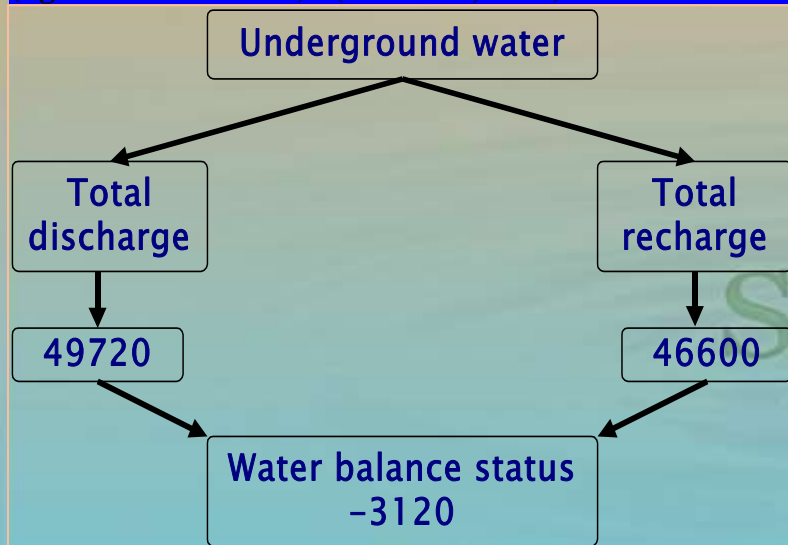 Underground water
Total
discharge
Total
recharge
49720
46600
Water balance status
-3120